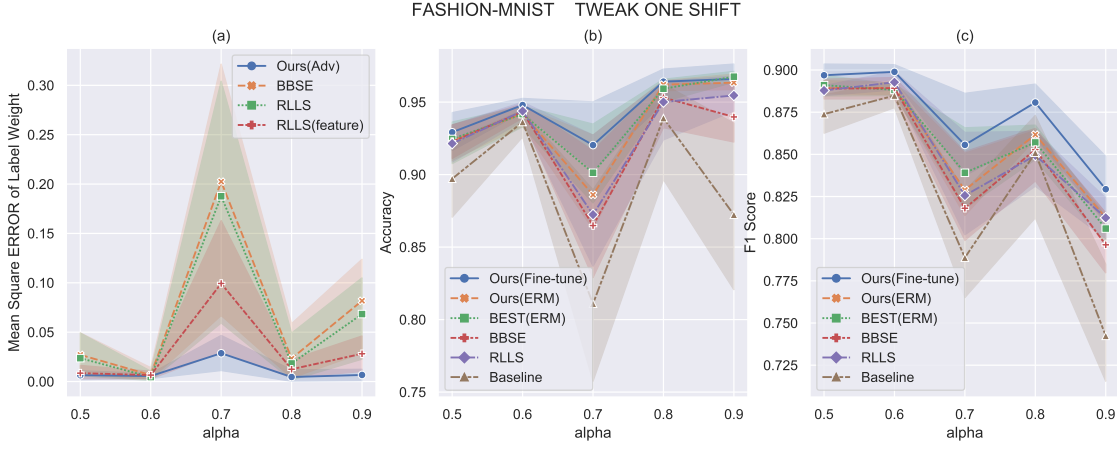 FASHION-MNIST TWEAK ONE SHIFT
(a)
Mean Square ERROR of Label Weight
0.30
0.25
0.20
0.15
0.10
0.05
0.00
Ours(Adv)
BBSE
RLLS
RLLS(feature)
0.5 0.6 0.7 0.8 0.9
alpha
(b)
Accuracy
0.95
0.90
0.85
0.80
0.75
Ours(Fine-tune)
Ours(ERM)
BEST(ERM)
BBSE
RLLS
Baseline
0.5 0.6 0.7 0.8 0.9
alpha
(c)
F1 Score
0.900
0.875
0.850
0.825
0.800
0.775
0.750
0.725
Ours(Fine-tune)
Ours(ERM)
BEST(ERM)
BBSE
RLLS
Baseline
0.5 0.6 0.7 0.8 0.9
alpha